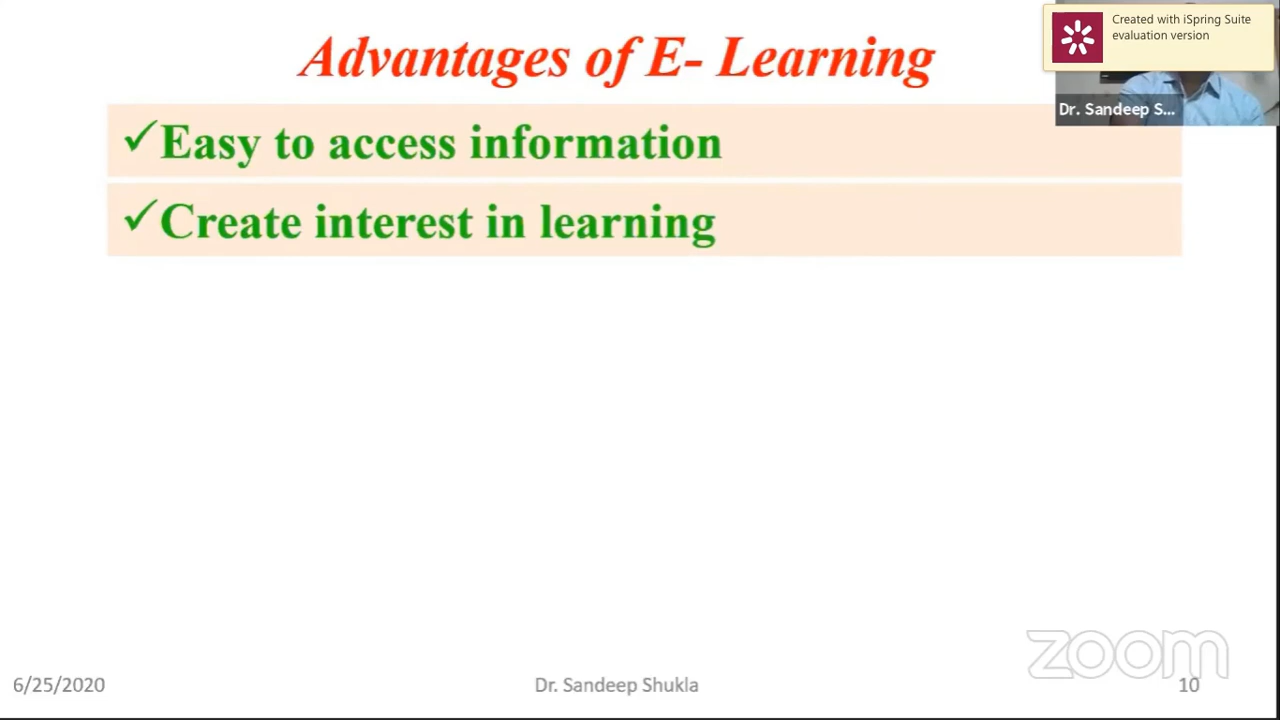 Advantages of E- Learning
Created with iSpring Suite
evaluation version
Dr. Sandeep S...
✓Easy to access information
✓Create interest in learning
zoom
6/25/2020
Dr. Sandeep Shukla
10